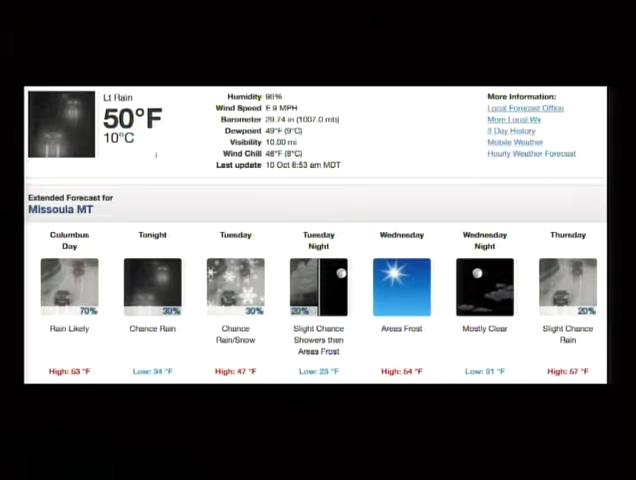 Lt Rain
50°F
10°C
Humidity 96%
Wind Speed E 9 MPH
Barometer 29.74 in (1007.0 mb)
Dewpoint 49°F (9°C)
Visibility 10.00 mi
Wind Chill 46°F (8°C)
Last update 10 Oct 6:53 am MDT
More Information:
Local Forecast Office
More Local Wx
3 Day History
Mobile Weather
Hourly Weather Forecast
Extended Forecast for
Missoula MT
Columbus Day
70%
Rain Likely
High: 53 °F
Tonight
30%
Chance Rain
Low: 34 °F
Tuesday
30%
Chance
Rain/Snow
High: 47 °F
Tuesday
Night
20%
Slight Chance
Showers then
Areas Frost
Low: 25 °F
Wednesday
Areas Frost
High: 54 °F
Wednesday
Night
Mostly Clear
Low: 31 °F
Thursday
20%
Slight Chance
Rain
High: 57 °F